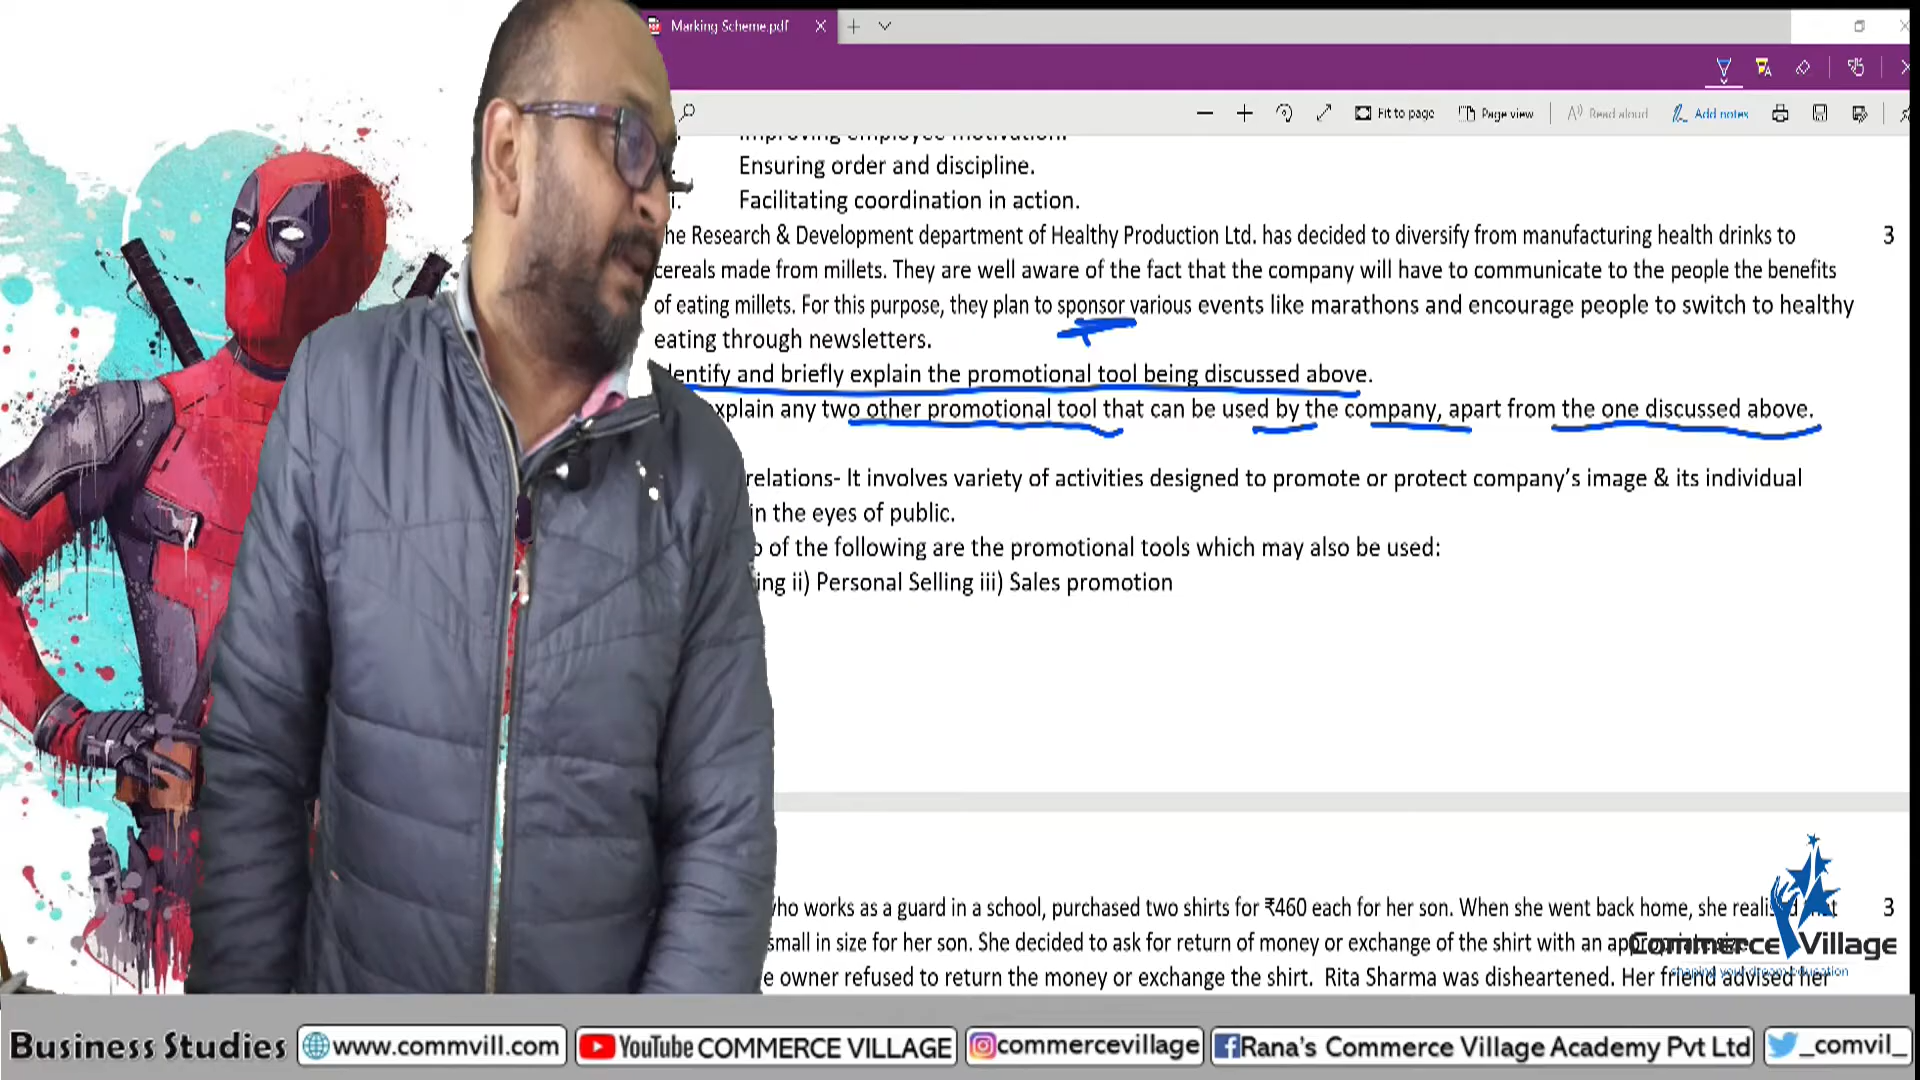 Marking Scheme.pdf
Fit to page
Page view
Read aloud
Add notes
Improving employee motivation.
Ensuring order and discipline.
i.
Facilitating coordination in action.
he Research & Development department of Healthy Production Ltd. has decided to diversify from manufacturing health drinks to 3
cereals made from millets. They are well aware of the fact that the company will have to communicate to the people the benefits
of eating millets. For this purpose, they plan to sponsor various events like marathons and encourage people to switch to healthy
eating through newsletters.
dentify and briefly explain the promotional tool being discussed above.
xplain any two other promotional tool that can be used by the company, apart from the one discussed above.
relations- It involves variety of activities designed to promote or protect company's image & its individual
in the eyes of public.
o of the following are the promotional tools which may also be used:
ing ii) Personal Selling iii) Sales promotion
ho works as a guard in a school, purchased two shirts for ₹460 each for her son. When she went back home, she realised that 3
small in size for her son. She decided to ask for return of money or exchange of the shirt with an appropriate size.
e owner refused to return the money or exchange the shirt. Rita Sharma was disheartened. Her friend advised her
Commerce Village
shaping your dream education
Business Studies
www.commvill.com
YouTube COMMERCE VILLAGE
commercevillage
Rana's Commerce Village Academy Pvt Ltd
_comvil_